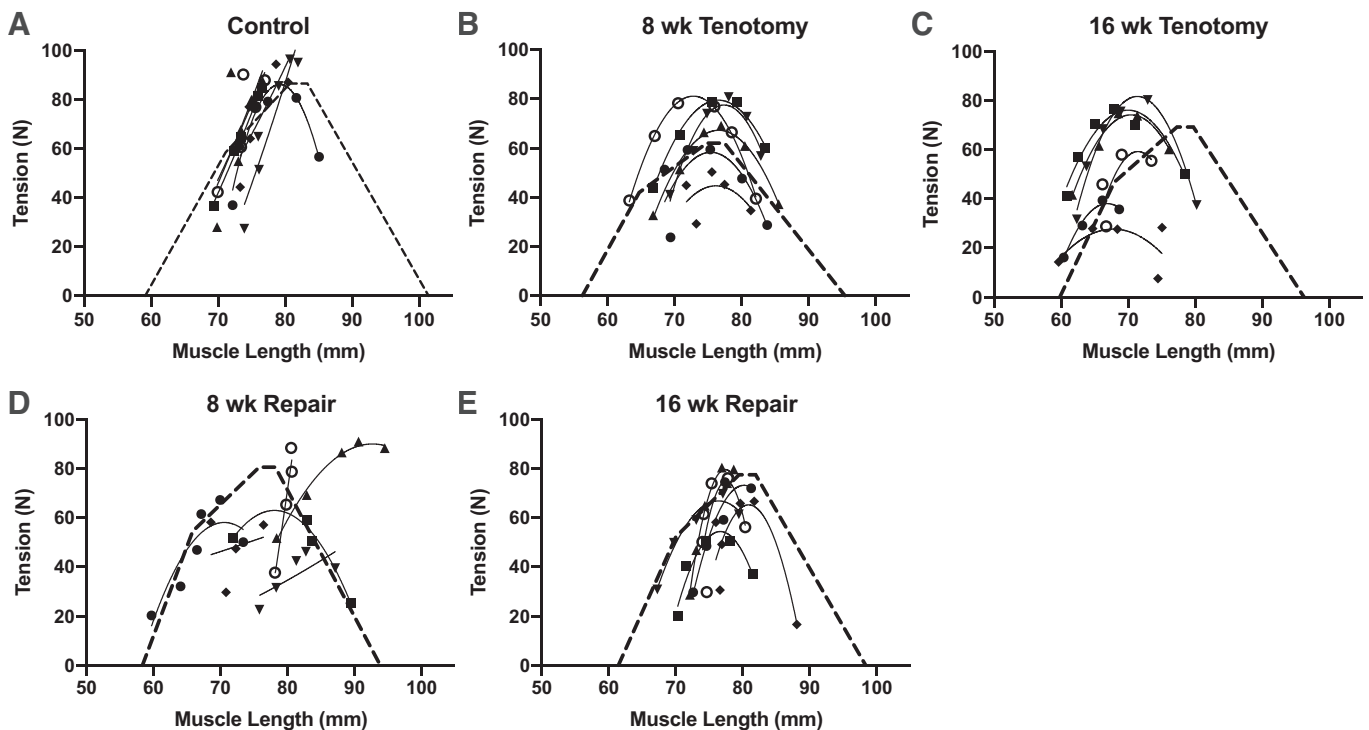 A
Control
Tension (N)
100
80
60
40
20
0
50 60 70 80 90 100
Muscle Length (mm)
B
8 wk Tenotomy
Tension (N)
100
80
60
40
20
0
50 60 70 80 90 100
Muscle Length (mm)
C
16 wk Tenotomy
Tension (N)
100
80
60
40
20
0
50 60 70 80 90 100
Muscle Length (mm)
D
8 wk Repair
Tension (N)
100
80
60
40
20
0
50 60 70 80 90 100
Muscle Length (mm)
E
16 wk Repair
Tension (N)
100
80
60
40
20
0
50 60 70 80 90 100
Muscle Length (mm)